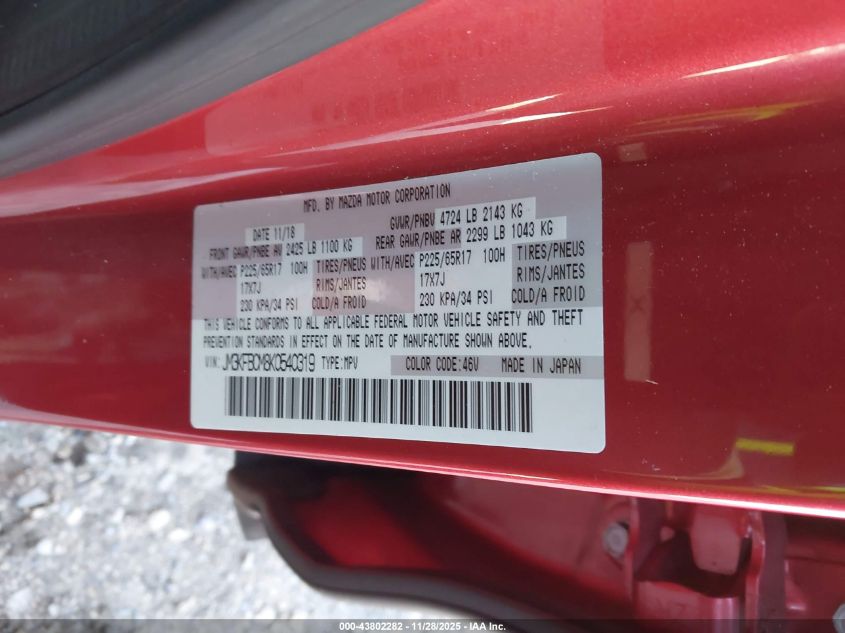 MFD. BY MAZDA MOTOR CORPORATION
DATE 11/18 GVWR/PNBV 4724 LB 2143 KG
FRONT GAWR/PNBE AV 2425 LB 1100 KG REAR GAWR/PNBE AR 2299 LB 1043 KG
WITH/AVEC P225/65R17 100H TIRES/PNEUS WITH/AVEC P225/65R17 100H TIRES/PNEUS
17X7J RIMS/JANTES 17X7J RIMS/JANTES
230 KPA/34 PSI COLD/A FROID 230 KPA/34 PSI COLD/A FROID
THIS VEHICLE CONFORMS TO ALL APPLICABLE FEDERAL MOTOR VEHICLE SAFETY AND THEFT
PREVENTION STANDARDS IN EFFECT ON THE DATE OF MANUFACTURE SHOWN ABOVE.
VIN: JM3KFBCM8K0540319 TYPE:MPV COLOR CODE:46V MADE IN JAPAN
000-43802282 - 11/28/2025 - IAA, Inc.